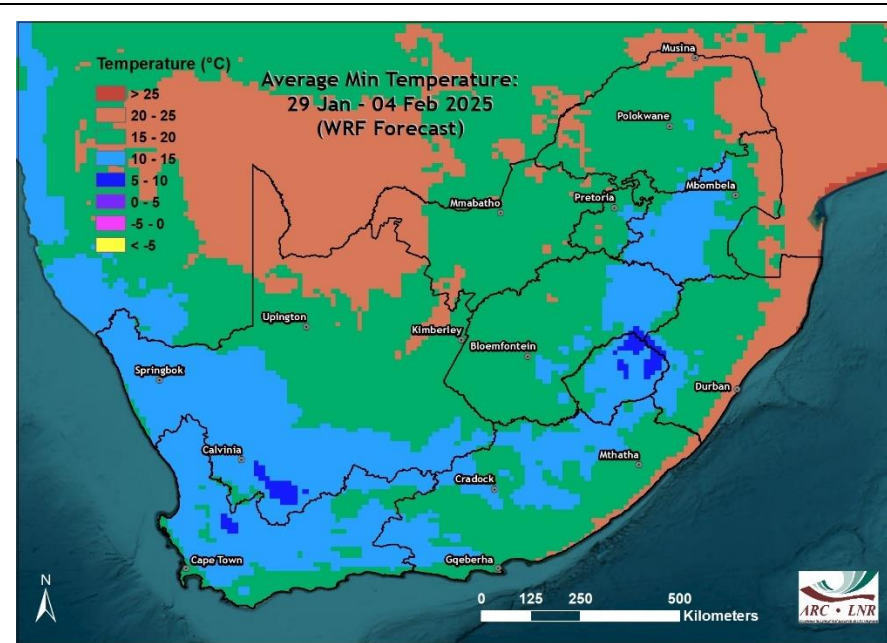 Temperature (°C)
> 25
20 - 25
15 - 20
10 - 15
5 - 10
0 - 5
-5 - 0
< -5
Average Min Temperature:
29 Jan - 04 Feb 2025
(WRF Forecast)
Musina
Polokwane
Mbombela
Pretoria
Mmabatho
Upington
Kimberley
Bloemfontein
Springbok
Durban
Calvinia
Mthatha
Cradock
Cape Town
Gqeberha
N
0 125 250 500
Kilometers
ARC • LNR